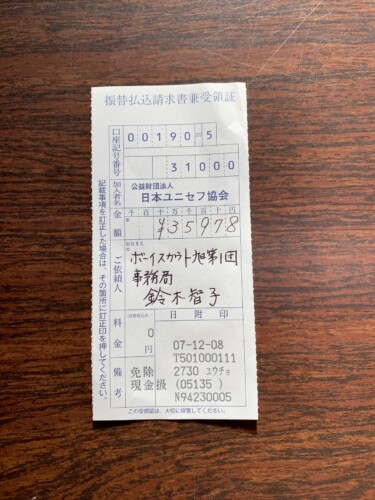 振替払込請求書兼受領証
口座記号番号
00190=5
31000
加入者名
公益財団法人
日本ユニセフ協会
金額
千百十万千百十円
¥35978
ご依頼人
おなまえ
ボーイスカウト旭第1団
事務局
鈴木智子
料金
(消費税込み)
0
円
日附印
07-12-08
T501000111
2730 ユウチョ
(05135 )
N94230005
備考
免除
現金扱
記載事項を訂正した場合は、その箇所に訂正印を押してください。
この受領証は、大切に保管してください。